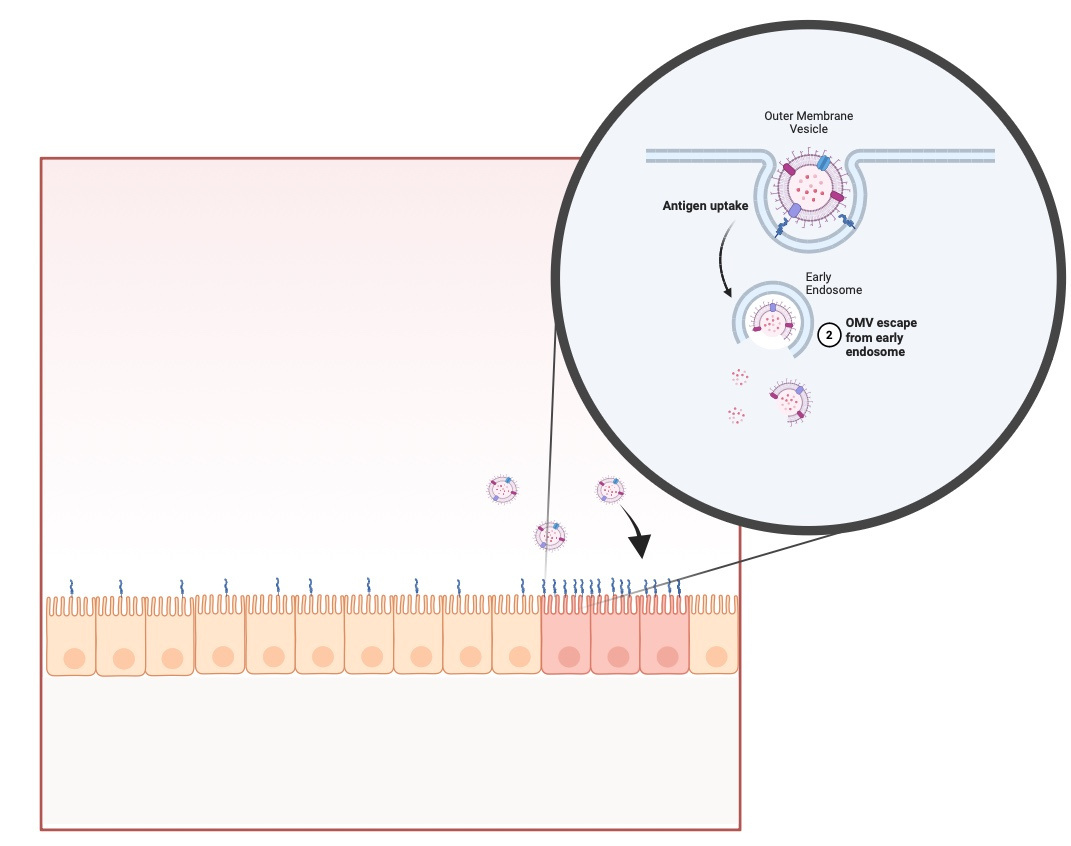 Outer Membrane
Vesicle
Antigen uptake
Early
Endosome
2
OMV escape
from early
endosome